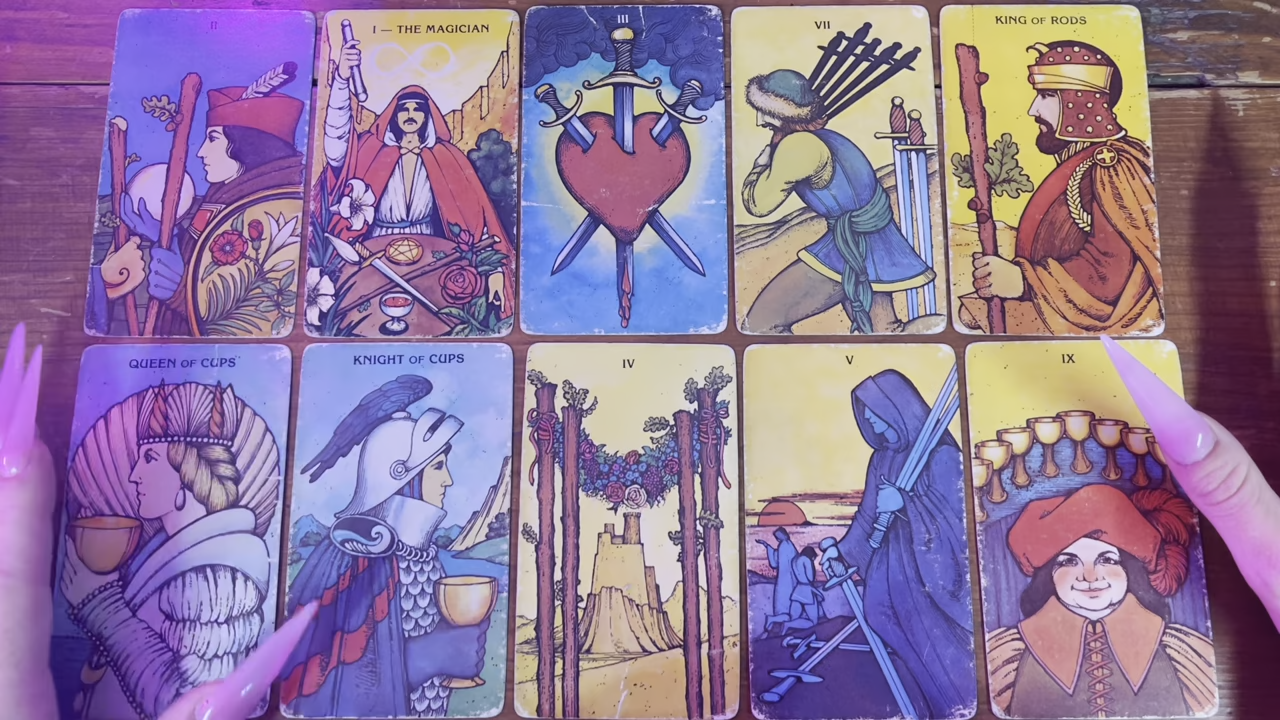 II
I — THE MAGICIAN
III
VII
KING OF RODS
QUEEN OF CUPS
KNIGHT OF CUPS
IV
V
IX